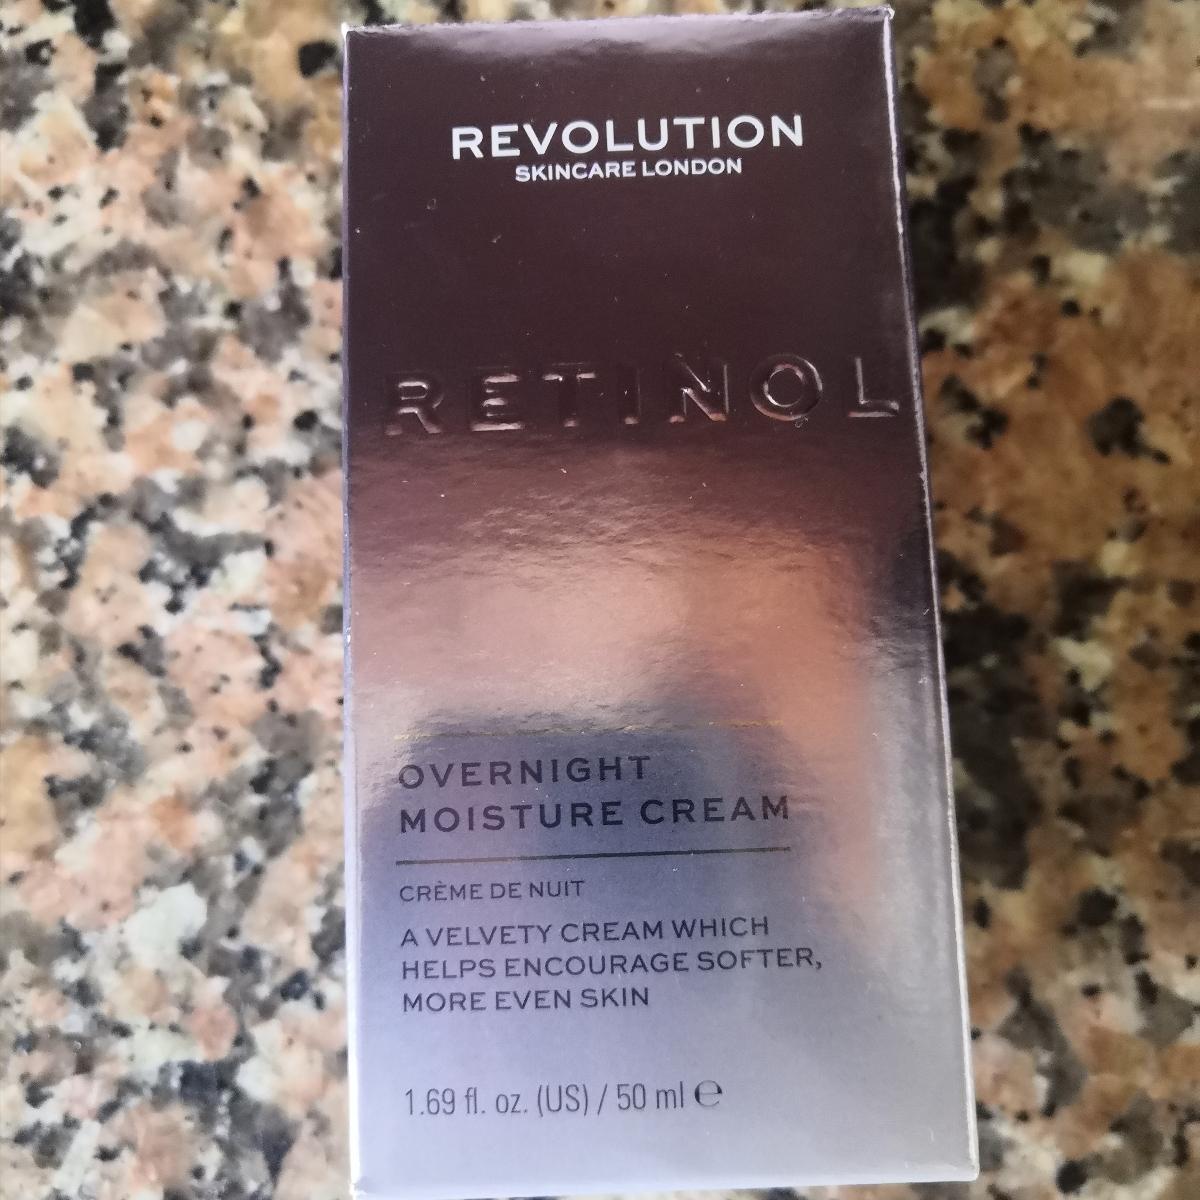 REVOLUTION
SKINCARE LONDON
RETINOL
OVERNIGHT
MOISTURE CREAM
CRÈME DE NUIT
A VELVETY CREAM WHICH
HELPS ENCOURAGE SOFTER,
MORE EVEN SKIN
1.69 fl. oz. (US) / 50 ml ℮